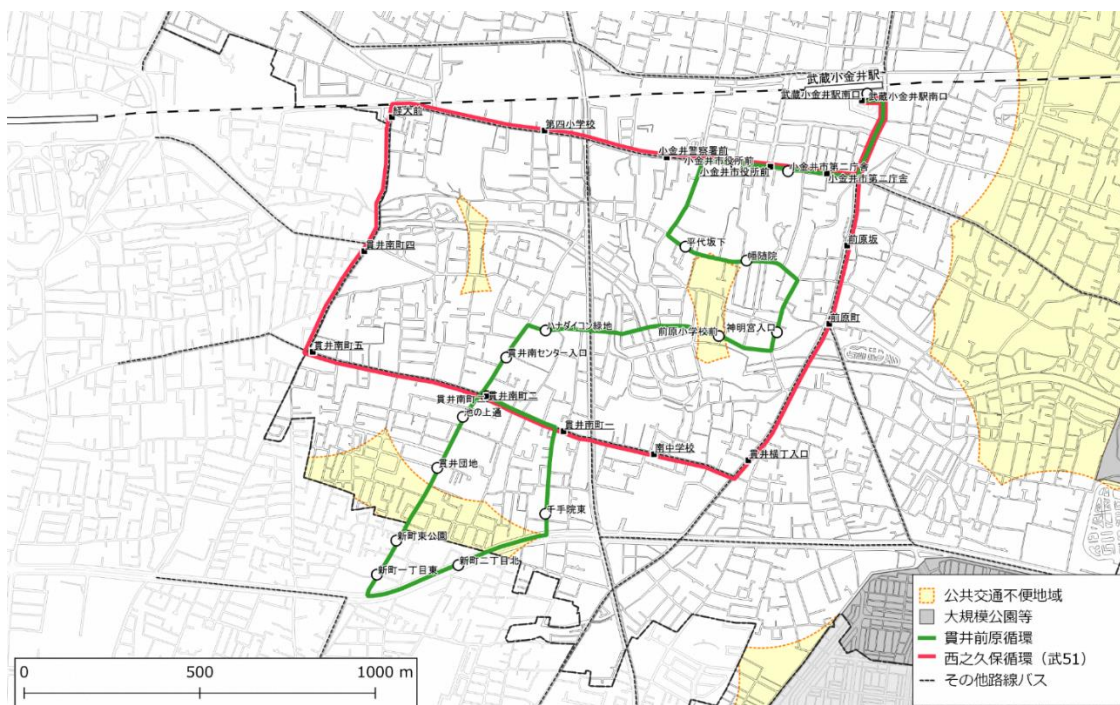 武蔵小金井駅
武蔵小金井駅南口
武蔵小金井駅南口
経大前
第四小学校
小金井警察署前
小金井市役所前
小金井市役所前
小金井市第二庁舎
小金井市第二庁舎
平代坂下
幡随院
前原坂
貫井南町四
ハナダイコン緑地
前原小学校前
神明宮入口
前原町
貫井南町五
貫井南センター入口
貫井南町三
貫井南町二
池の上通
貫井南町一
南中学校
貫井横丁入口
貫井団地
千手院東
新町東公園
新町二丁目北
新町一丁目東
公共交通不便地域
大規模公園等
貫井前原循環
西之久保循環（武51）
その他路線バス
0 500 1000 m